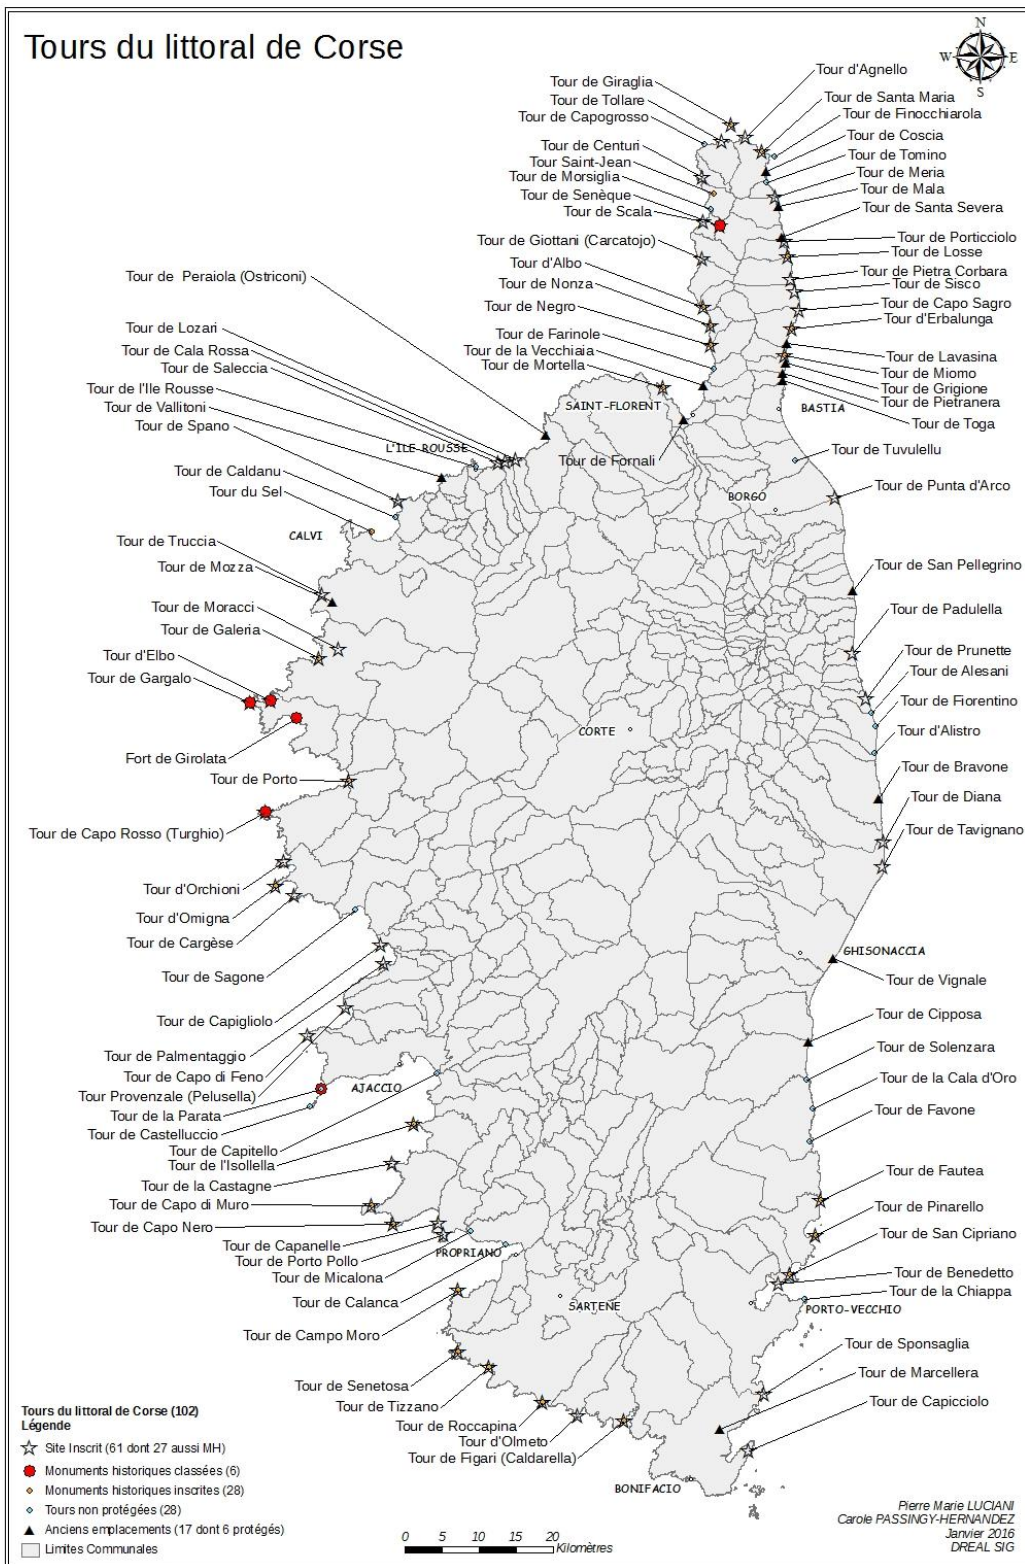 Tours du littoral de Corse
N
W
E
S
Tour de Giraglia
Tour de Tollare
Tour de Capogrosso
Tour de Centuri
Tour Saint-Jean
Tour de Morsiglia
Tour de Senèque
Tour de Scala
Tour de Giottani (Carcatojo)
Tour d'Albo
Tour de Nonza
Tour de Negro
Tour de Farinole
Tour de la Vecchiaia
Tour de Mortella
Tour d'Agnello
Tour de Santa Maria
Tour de Finocchiarola
Tour de Coscia
Tour de Tomino
Tour de Meria
Tour de Mala
Tour de Santa Severa
Tour de Porticciolo
Tour de Losse
Tour de Pietra Corbara
Tour de Sisco
Tour de Capo Sagro
Tour d'Erbalunga
Tour de Lavasina
Tour de Miomo
Tour de Grigione
Tour de Pietranera
Tour de Toga
Tour de Peraiola (Ostriconi)
Tour de Lozari
Tour de Cala Rossa
Tour de Saleccia
Tour de l'Ile Rousse
Tour de Vallitoni
Tour de Spano
Tour de Caldanu
Tour du Sel
SAINT-FLORENT
BASTIA
L'ILE ROUSSE
Tour de Fornali
Tour de Tuvulellu
BORGO
Tour de Punta d'Arco
CALVI
Tour de Truccia
Tour de Mozza
Tour de Moracci
Tour de Galeria
Tour d'Elbo
Tour de Gargalo
Fort de Girolata
Tour de Porto
Tour de Capo Rosso (Turghio)
Tour d'Orchioni
Tour d'Omigna
Tour de Cargèse
Tour de Sagone
Tour de San Pellegrino
Tour de Padulella
Tour de Prunette
Tour de Alesani
Tour de Fiorentino
Tour d'Alistro
Tour de Bravone
Tour de Diana
Tour de Tavignano
CORTE
GHISONACCIA
Tour de Vignale
Tour de Cipposa
Tour de Solenzara
Tour de la Cala d'Oro
Tour de Favone
Tour de Fautea
Tour de Pinarello
Tour de San Cipriano
Tour de Benedetto
Tour de la Chiappa
PORTO-VECCHIO
Tour de Sponsaglia
Tour de Marcellera
Tour de Capicciolo
Tour de Capigliolo
Tour de Palmentaggio
Tour de Capo di Feno
Tour Provenzale (Pelusella)
AJACCIO
Tour de la Parata
Tour de Castelluccio
Tour de Capitello
Tour de l'Isollella
Tour de la Castagne
Tour de Capo di Muro
Tour de Capo Nero
Tour de Capanelle
Tour de Porto Pollo
PROPRIANO
Tour de Micalona
Tour de Calanca
SARTENE
Tour de Campo Moro
Tour de Senetosa
Tour de Tizzano
Tour de Roccapina
Tour d'Olmeto
Tour de Figari (Caldarella)
BONIFACIO
Tours du littoral de Corse (102)
Légende
Site Inscrit (61 dont 27 aussi MH)
Monuments historiques classées (6)
Monuments historiques inscrites (28)
Tours non protégées (28)
Anciens emplacements (17 dont 6 protégés)
Limites Communales
0 5 10 15 20
Kilomètres
Pierre Marie LUCIANI
Carole PASSINGY-HERNANDEZ
Janvier 2016
DREAL SIG